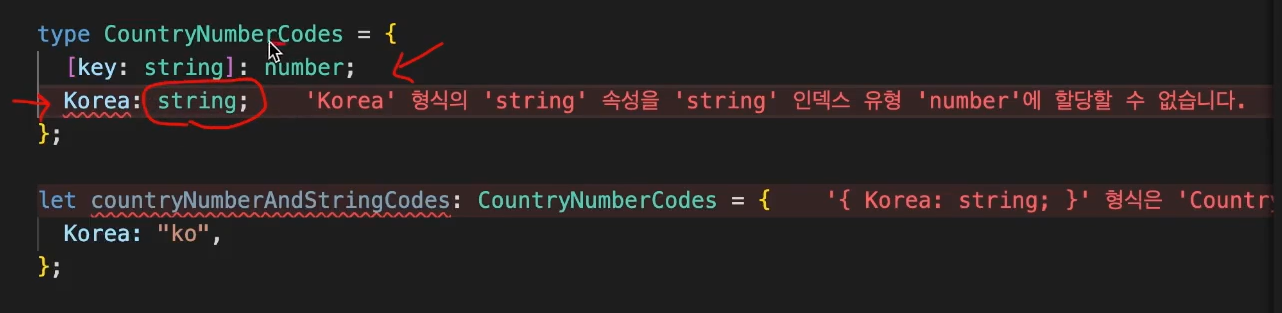 type CountryNumberCodes = {
[key: string]: number;
Korea: string; 'Korea' 형식의 'string' 속성을 'string' 인덱스 유형 'number'에 할당할 수 없습니다.
};
let countryNumberAndStringCodes: CountryNumberCodes = { '{ Korea: string; }' 형식은 'Country
Korea: "ko",
};